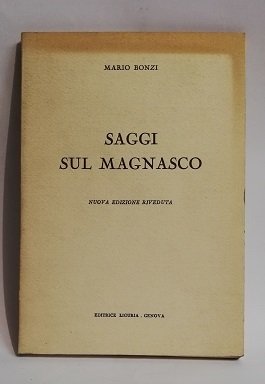 MARIO BONZI
SAGGI
SUL MAGNASCO
NUOVA EDIZIONE RIVEDUTA
EDITRICE LIGURIA . GENOVA